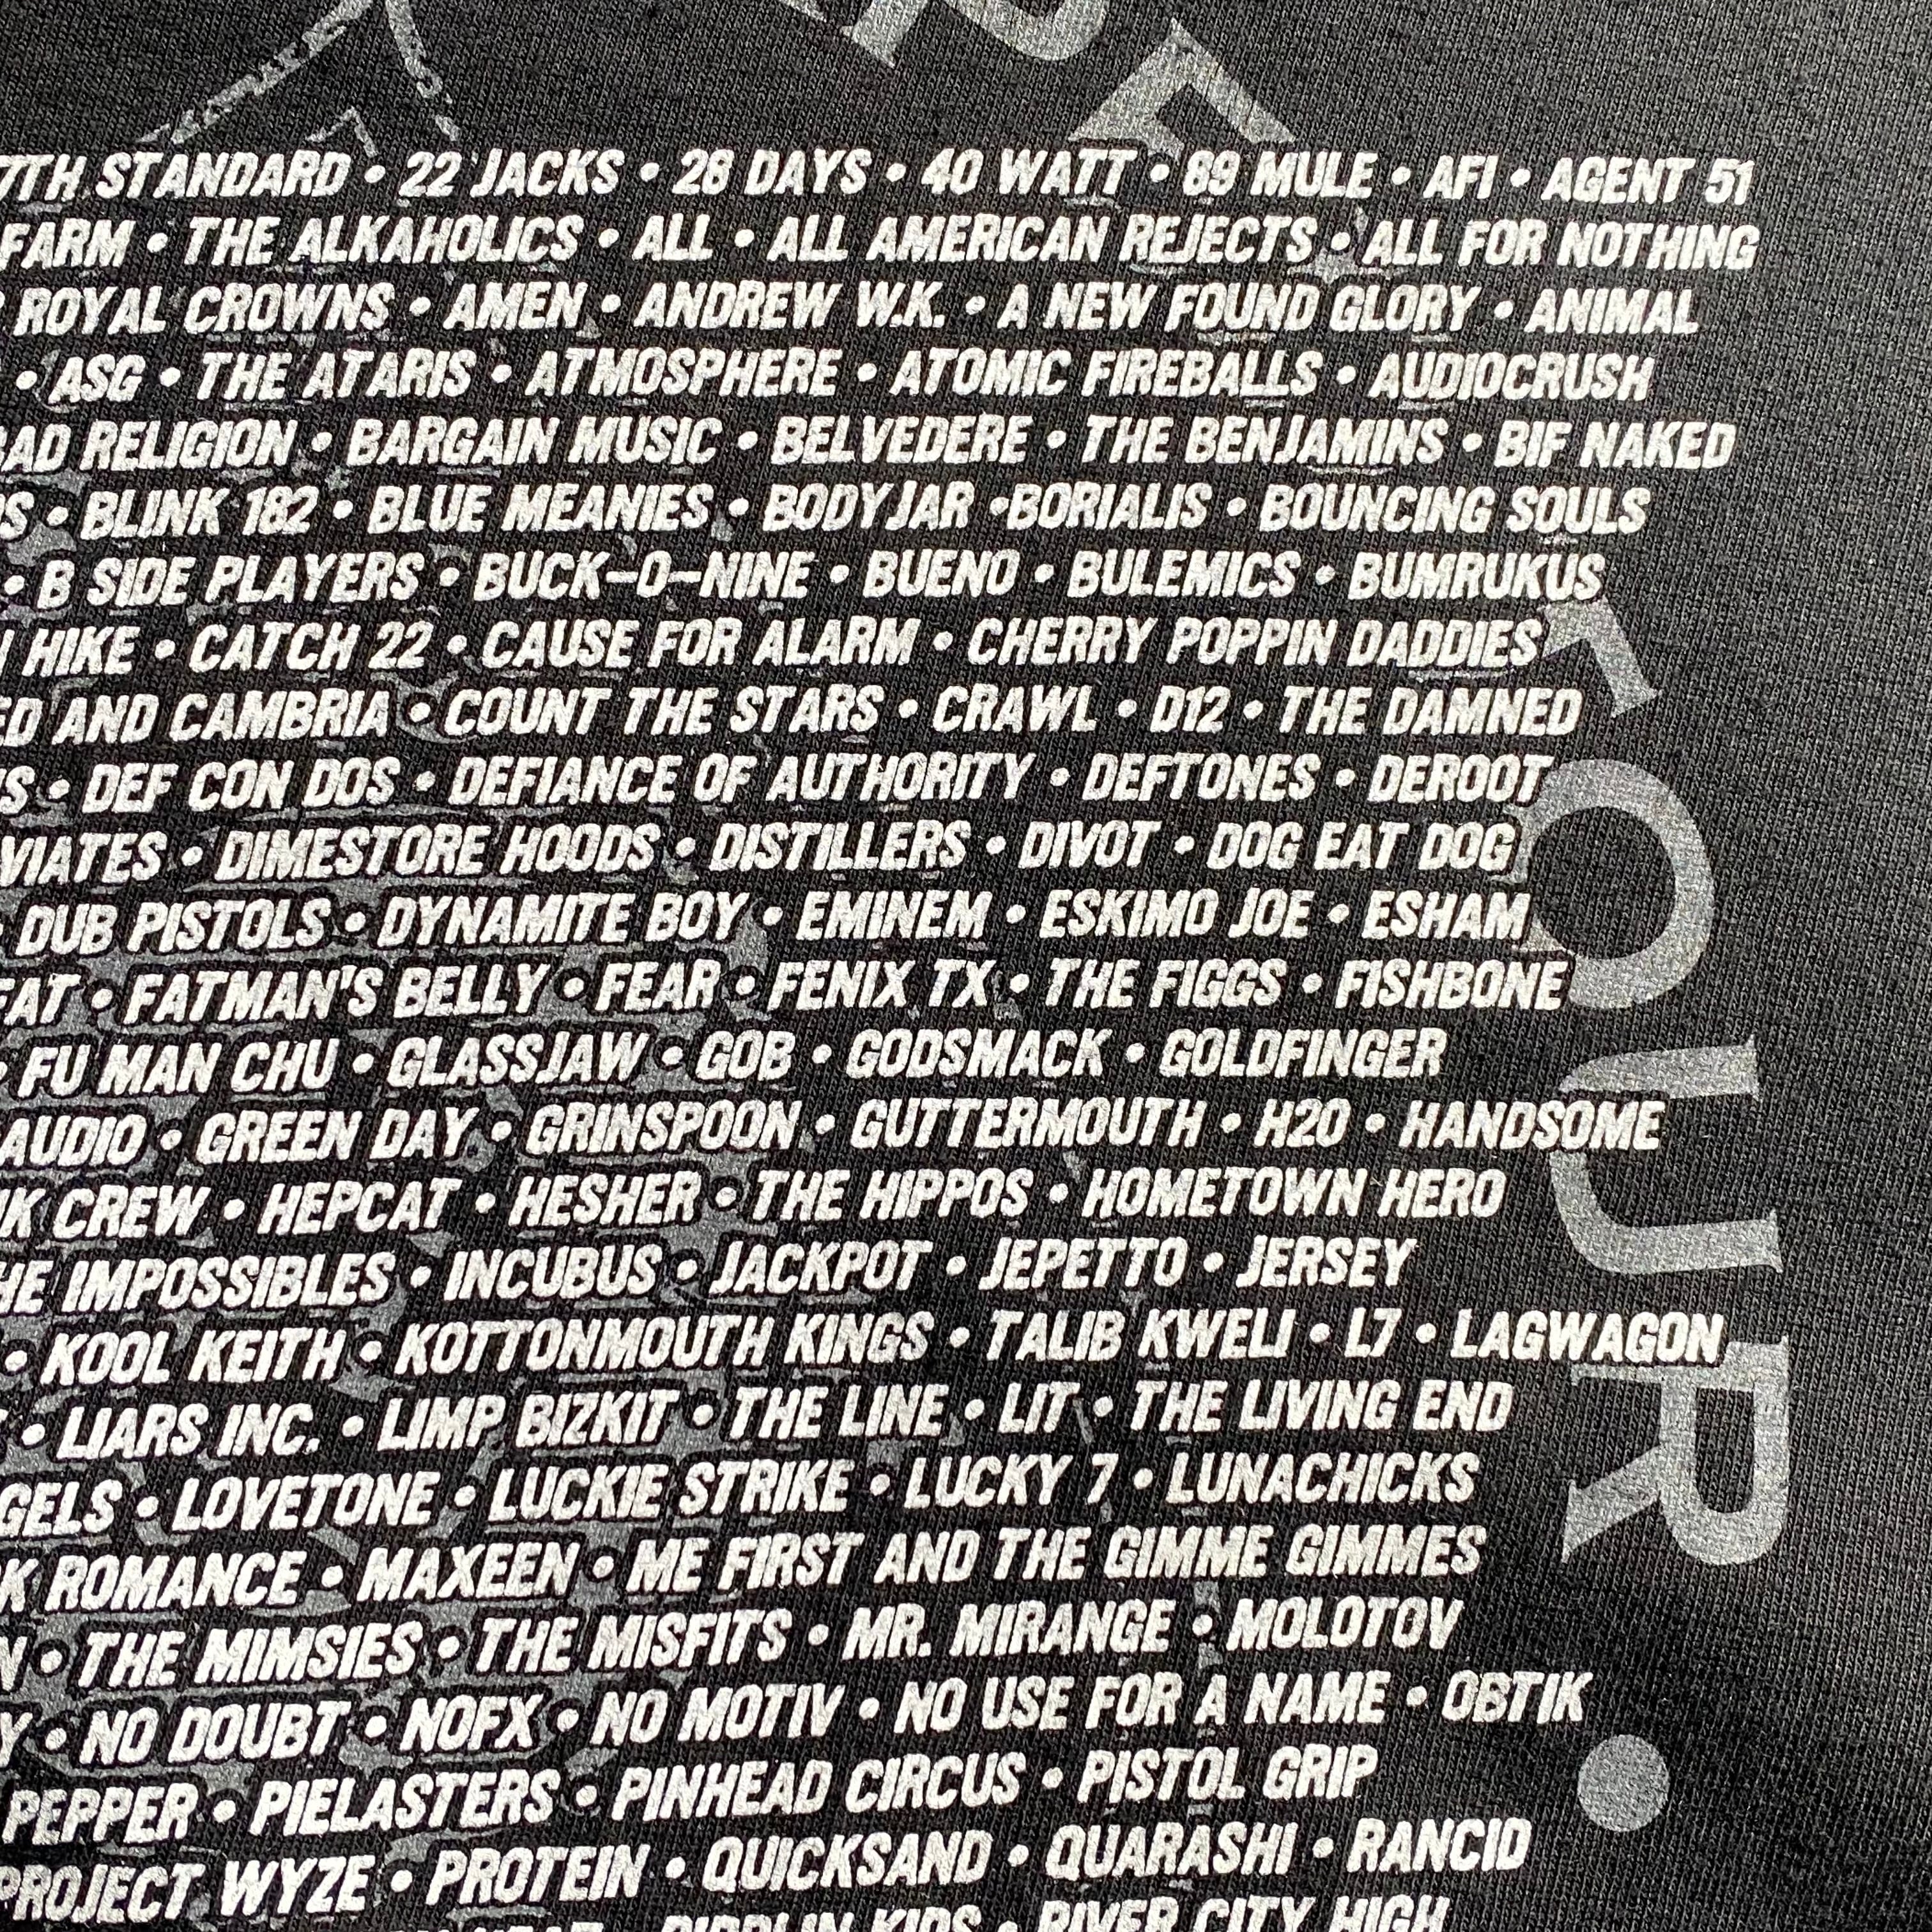 7TH STANDARD • 22 JACKS • 28 DAYS • 40 WATT • 89 MULE • AFI • AGENT 51
FARM • THE ALKAHOLICS • ALL • ALL AMERICAN REJECTS • ALL FOR NOTHING
ROYAL CROWNS • AMEN • ANDREW W.K. • A NEW FOUND GLORY • ANIMAL
• ASG • THE ATARIS • ATMOSPHERE • ATOMIC FIREBALLS • AUDIOCRUSH
AD RELIGION • BARGAIN MUSIC • BELVEDERE • THE BENJAMINS • BIF NAKED
S • BLINK 182 • BLUE MEANIES • BODYJAR •BORIALIS • BOUNCING SOULS
• B SIDE PLAYERS • BUCK-O-NINE • BUENO • BULEMICS • BUMRUKUS
HIKE • CATCH 22 • CAUSE FOR ALARM • CHERRY POPPIN DADDIES
ED AND CAMBRIA • COUNT THE STARS • CRAWL • D12 • THE DAMNED
S • DEF CON DOS • DEFIANCE OF AUTHORITY • DEFTONES • DEROOT
VIATES • DIMESTORE HOODS • DISTILLERS • DIVOT • DOG EAT DOG
• DUB PISTOLS • DYNAMITE BOY • EMINEM • ESKIMO JOE • ESHAM
FAT • FATMAN'S BELLY • FEAR • FENIX TX • THE FIGGS • FISHBONE
• FU MAN CHU • GLASSJAW • GOB • GODSMACK • GOLDFINGER
AUDIO • GREEN DAY • GRINSPOON • GUTTERMOUTH • H20 • HANDSOME
K CREW • HEPCAT • HESHER • THE HIPPOS • HOMETOWN HERO
HE IMPOSSIBLES • INCUBUS • JACKPOT • JEPETTO • JERSEY
• KOOL KEITH • KOTTONMOUTH KINGS • TALIB KWELI • L7 • LAGWAGON
• LIARS INC. • LIMP BIZKIT • THE LINE • LIT • THE LIVING END
GELS • LOVETONE • LUCKIE STRIKE • LUCKY 7 • LUNACHICKS
K ROMANCE • MAXEEN • ME FIRST AND THE GIMME GIMMES
N • THE MIMSIES • THE MISFITS • MR. MIRANGE • MOLOTOV
Y • NO DOUBT • NOFX • NO MOTIV • NO USE FOR A NAME • OBTIK
PEPPER • PIELASTERS • PINHEAD CIRCUS • PISTOL GRIP
PROJECT WYZE • PROTEIN • QUICKSAND • QUARASHI • RANCID
KIDS • RIVER CITY HIGH
TOUR